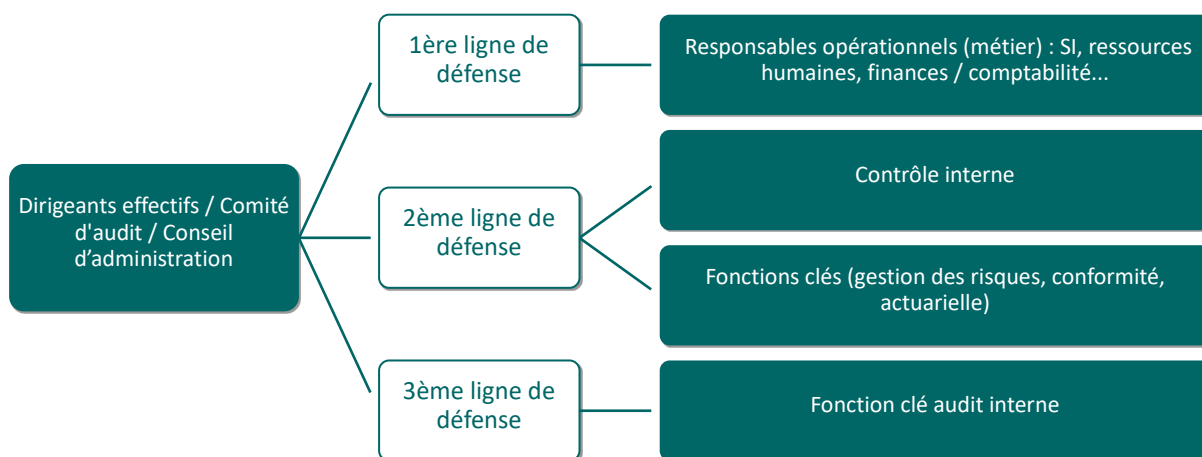 Dirigeants effectifs / Comité
d'audit / Conseil
d’administration
1ère ligne de
défense
Responsables opérationnels (métier) : SI, ressources
humaines, finances / comptabilité...
2ème ligne de
défense
Contrôle interne
Fonctions clés (gestion des risques, conformité,
actuarielle)
3ème ligne de
défense
Fonction clé audit interne